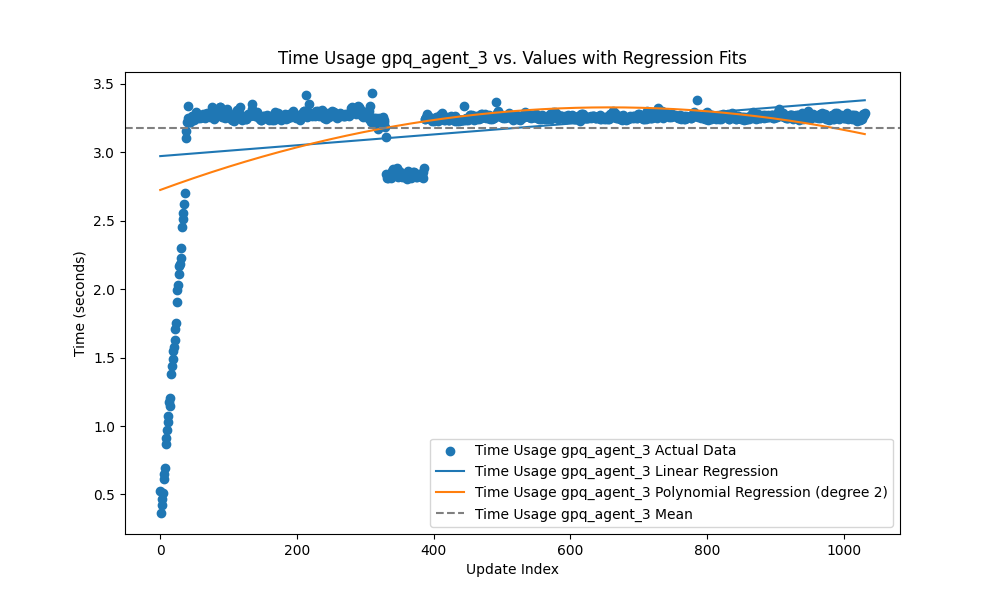 Time Usage gpq_agent_3 vs. Values with Regression Fits
3.5
3.0
2.5
2.0
1.5
1.0
0.5
Time (seconds)
Time Usage gpq_agent_3 Actual Data
Time Usage gpq_agent_3 Linear Regression
Time Usage gpq_agent_3 Polynomial Regression (degree 2)
Time Usage gpq_agent_3 Mean
0 200 400 600 800 1000
Update Index